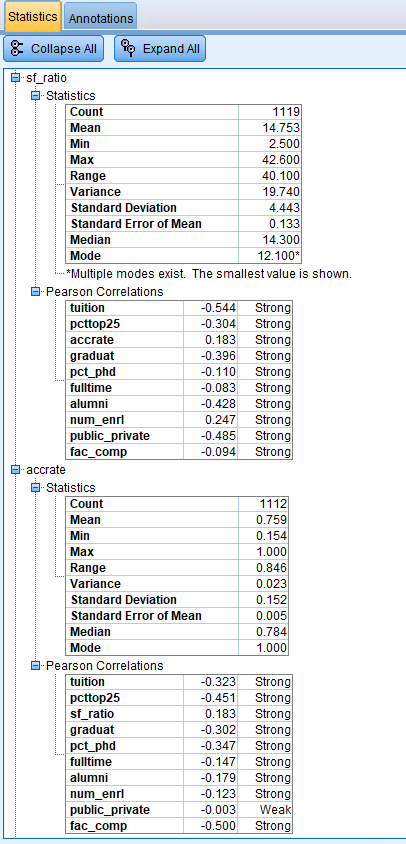 Statistics Annotations
Collapse All Expand All
sf_ratio
Statistics
Count 1119
Mean 14.753
Min 2.500
Max 42.600
Range 40.100
Variance 19.740
Standard Deviation 4.443
Standard Error of Mean 0.133
Median 14.300
Mode 12.100*
*Multiple modes exist. The smallest value is shown.
Pearson Correlations
tuition -0.544 Strong
pcttop25 -0.304 Strong
accrate 0.183 Strong
graduat -0.396 Strong
pct_phd -0.110 Strong
fulltime -0.083 Strong
alumni -0.428 Strong
num_enrl 0.247 Strong
public_private -0.485 Strong
fac_comp -0.094 Strong
accrate
Statistics
Count 1112
Mean 0.759
Min 0.154
Max 1.000
Range 0.846
Variance 0.023
Standard Deviation 0.152
Standard Error of Mean 0.005
Median 0.784
Mode 1.000
Pearson Correlations
tuition -0.323 Strong
pcttop25 -0.451 Strong
sf_ratio 0.183 Strong
graduat -0.302 Strong
pct_phd -0.347 Strong
fulltime -0.147 Strong
alumni -0.179 Strong
num_enrl -0.123 Strong
public_private -0.003 Weak
fac_comp -0.500 Strong